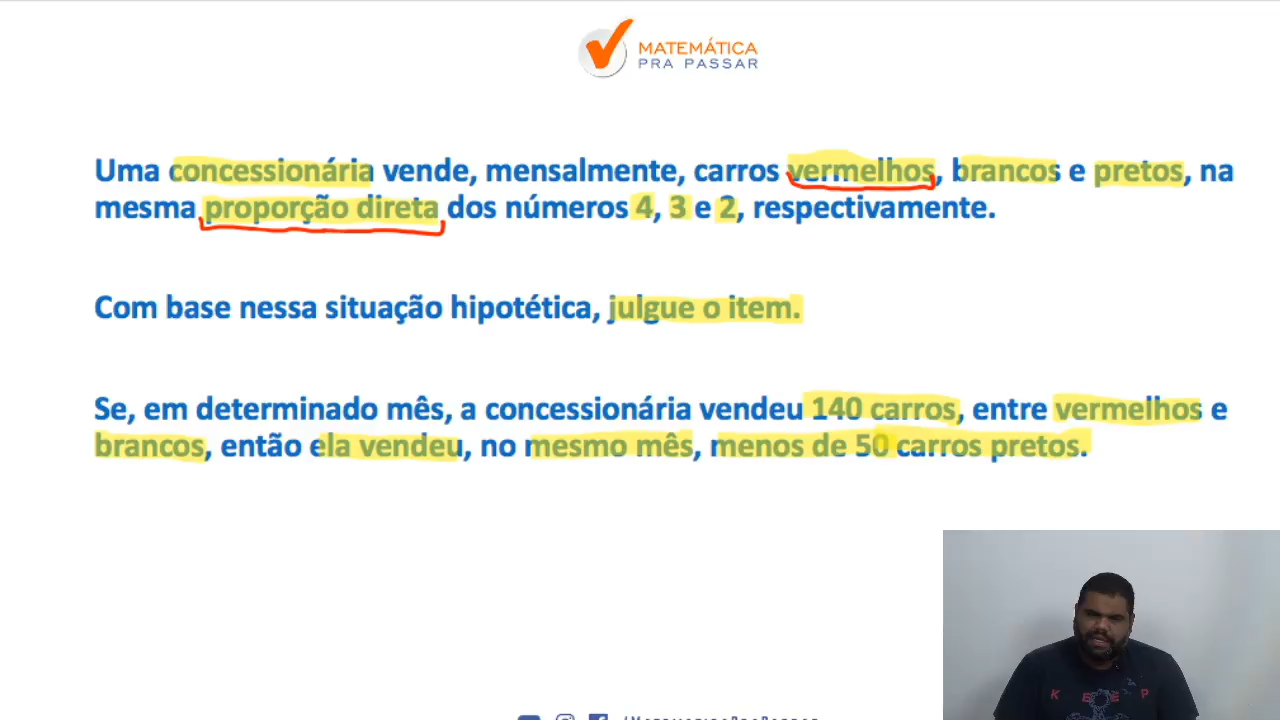 MATEMÁTICA
PRA PASSAR
Uma concessionária vende, mensalmente, carros vermelhos, brancos e pretos, na
mesma proporção direta dos números 4, 3 e 2, respectivamente.
Com base nessa situação hipotética, julgue o item.
Se, em determinado mês, a concessionária vendeu 140 carros, entre vermelhos e
brancos, então ela vendeu, no mesmo mês, menos de 50 carros pretos.
K E E P